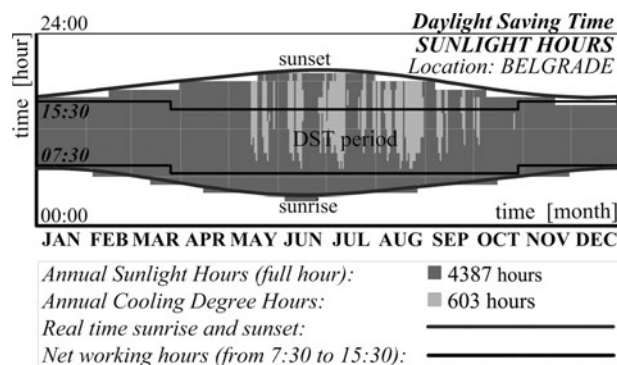 24:00
Daylight Saving Time
SUNLIGHT HOURS
Location: BELGRADE
time [hour]
sunset
15:30
DST period
07:30
sunrise
00:00
time [month]
JAN FEB MAR APR MAY JUN JUL AUG SEP OCT NOV DEC
Annual Sunlight Hours (full hour): 4387 hours
Annual Cooling Degree Hours: 603 hours
Real time sunrise and sunset:
Net working hours (from 7:30 to 15:30):